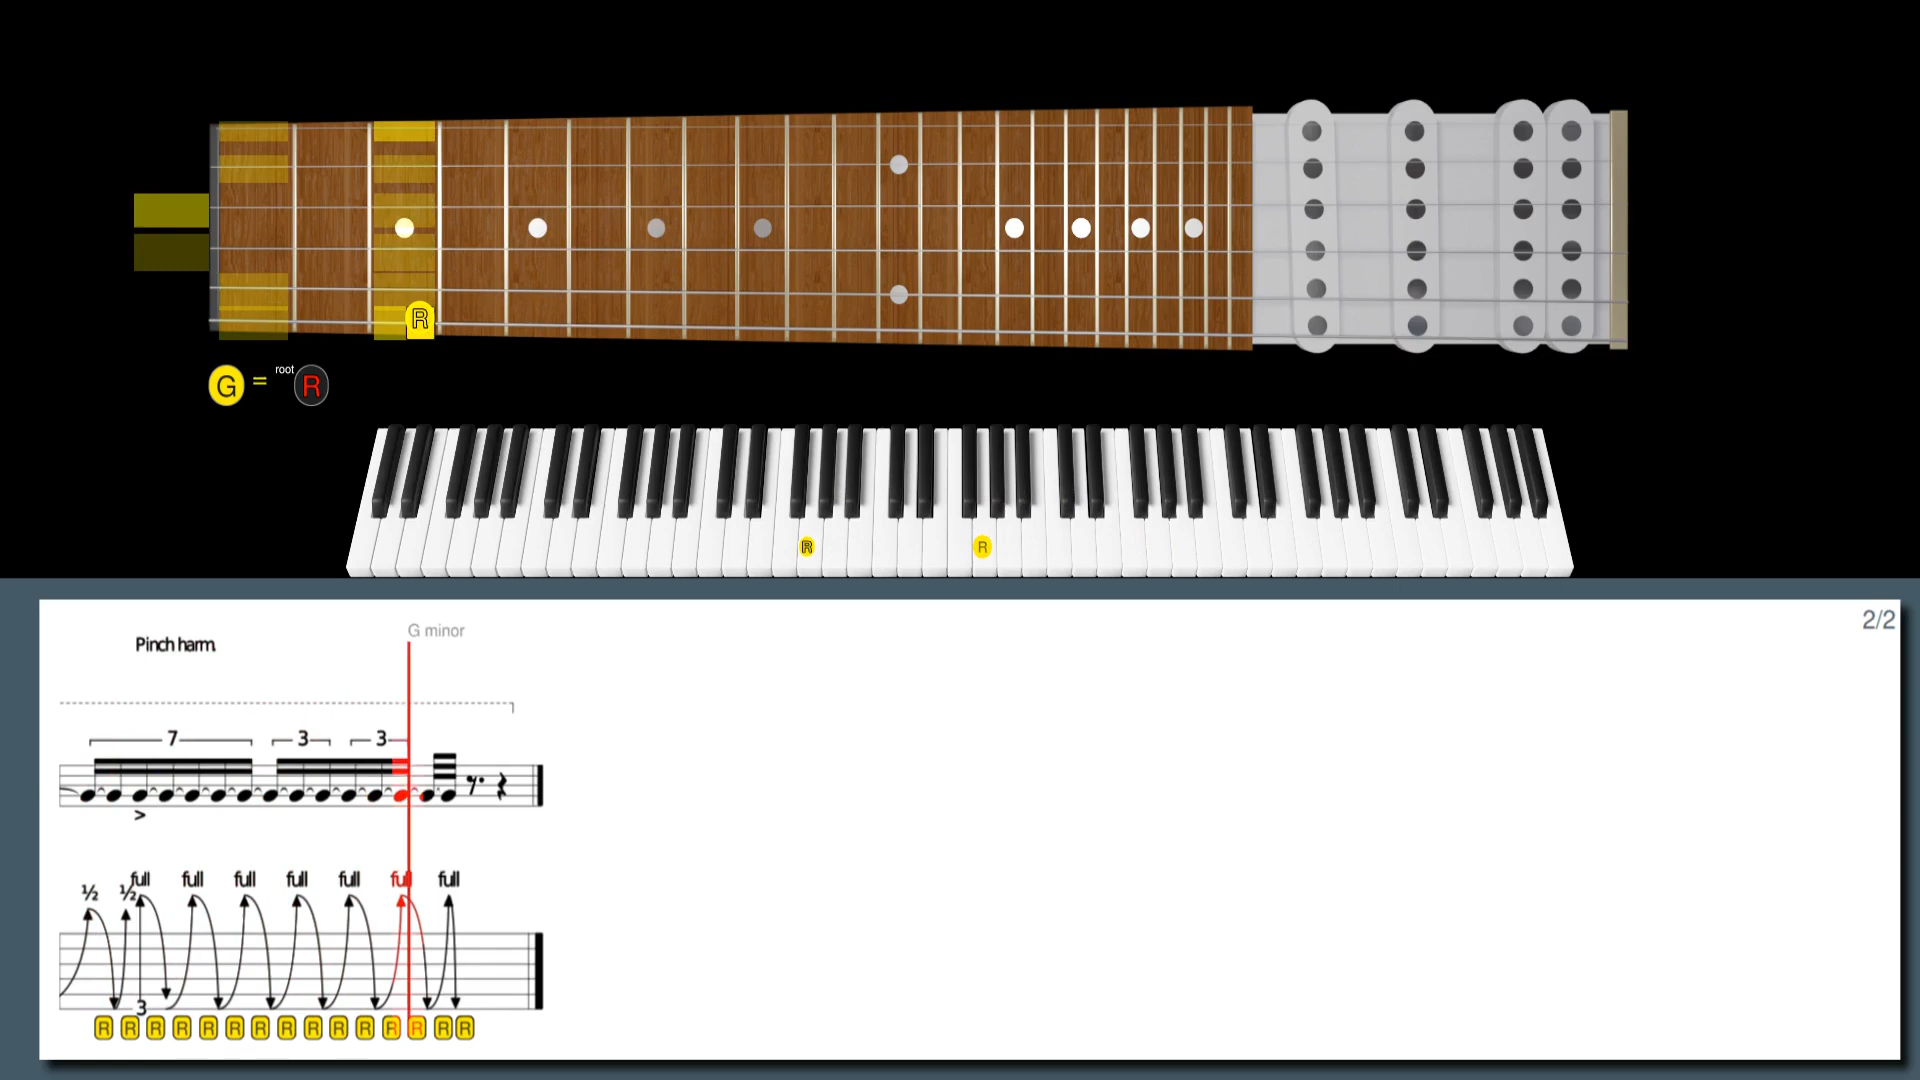 R
G = root R
R R
2/2
G minor
Pinch harm.
7 3 3
>
½ ½ full full full full full full full
3
R R R R R R R R R R R R R R R